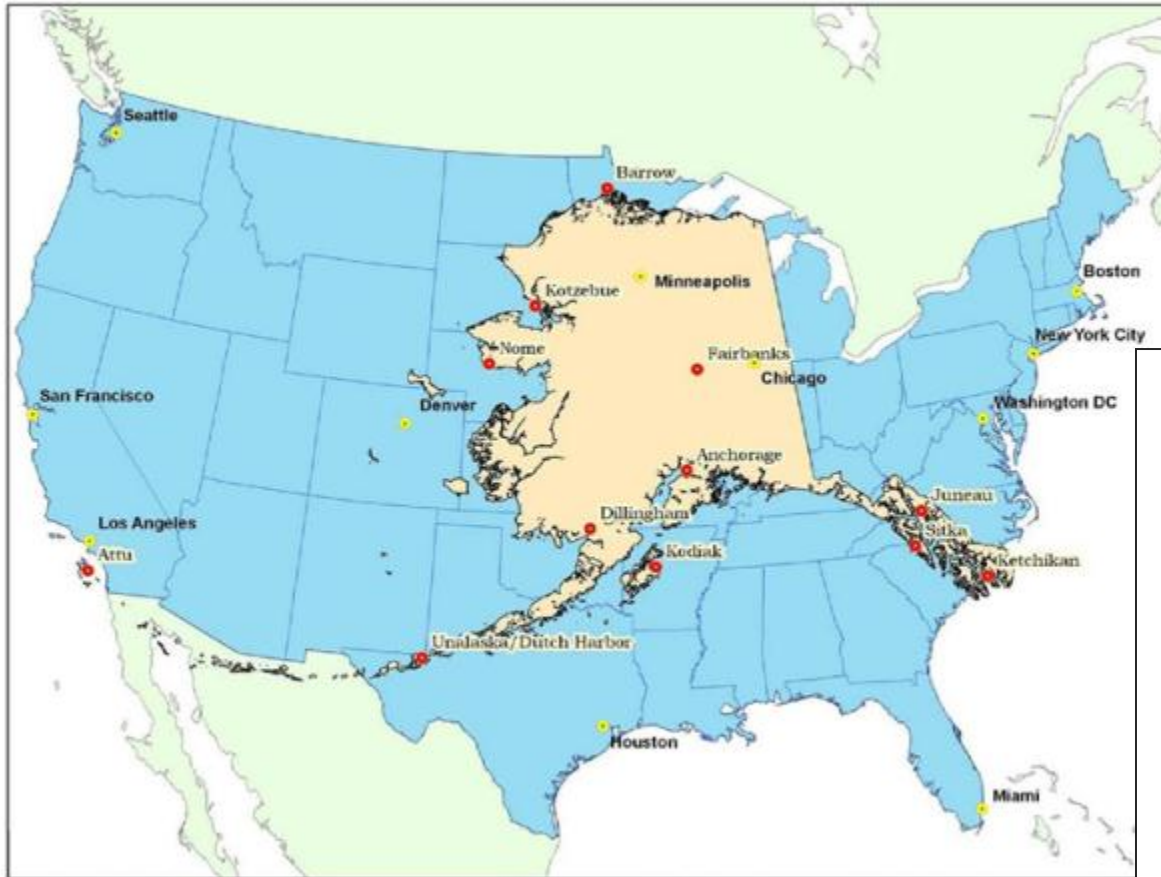 Seattle
Barrow
Boston
Minneapolis
Kotzebue
New York City
Nome
Fairbanks
Chicago
San Francisco
Denver
Washington DC
Anchorage
Juneau
Dillingham
Los Angeles
Sitka
Attu
Kodiak
Ketchikan
Unalaska/Dutch Harbor
Houston
Miami